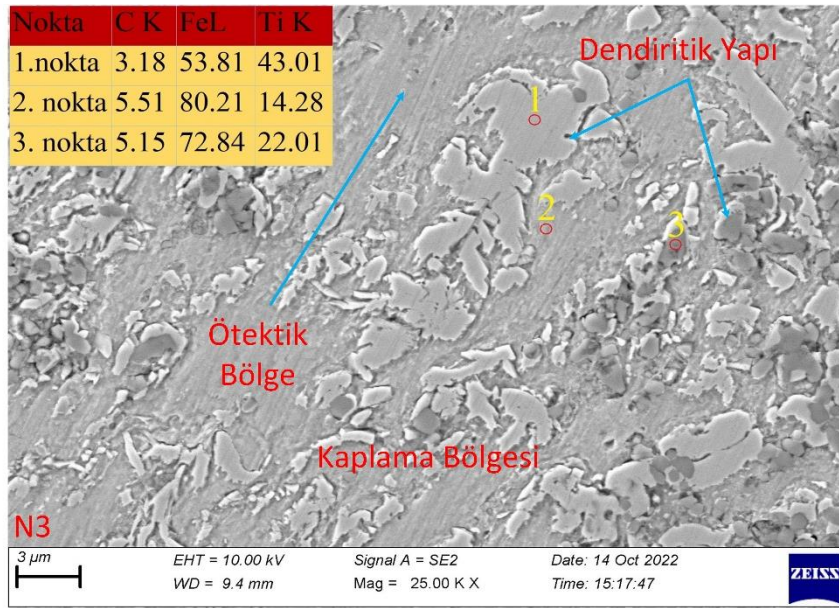 Nokta C K FeL Ti K
1.nokta 3.18 53.81 43.01
2. nokta 5.51 80.21 14.28
3. nokta 5.15 72.84 22.01
Dendiritik Yapı
1
2
3
Ötektik
Bölge
Kaplama Bölgesi
N3
3 µm
EHT = 10.00 kV Signal A = SE2 Date: 14 Oct 2022
WD = 9.4 mm Mag = 25.00 K X Time: 15:17:47
ZEISS